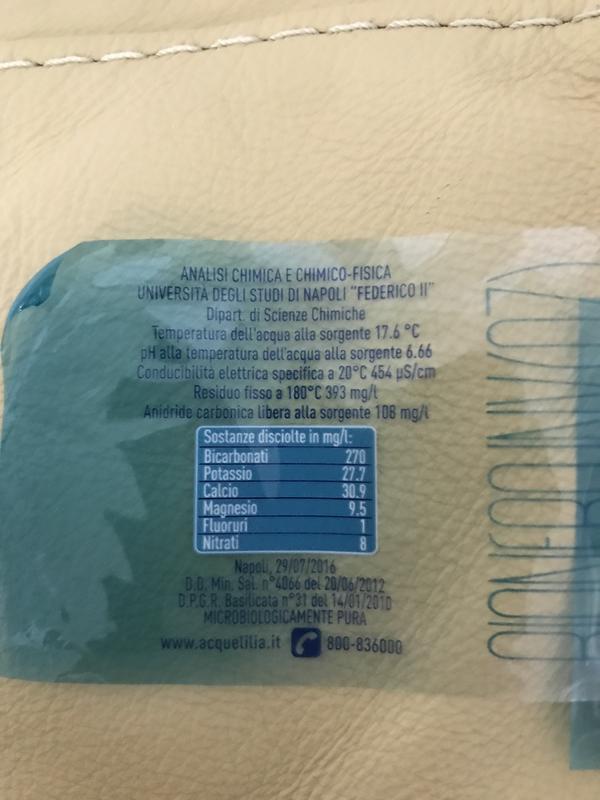 ANALISI CHIMICA E CHIMICO-FISICA
UNIVERSITÀ DEGLI STUDI DI NAPOLI "FEDERICO II"
Dipart. di Scienze Chimiche
Temperatura dell'acqua alla sorgente 17.6 °C
pH alla temperatura dell'acqua alla sorgente 6.66
Conducibilità elettrica specifica a 20°C 454 µS/cm
Residuo fisso a 180°C 393 mg/l
Anidride carbonica libera alla sorgente 108 mg/l
Sostanze disciolte in mg/l:
Bicarbonati 270
Potassio 27.7
Calcio 30.9
Magnesio 9.5
Fluoruri 1
Nitrati 8
Napoli, 29/07/2016
D.D. Min. Sal. n°4066 del 20/06/2012
D.P.G.R. Basilicata n°31 del 14/01/2010
MICROBIOLOGICAMENTE PURA
www.acquelilia.it 800-836000